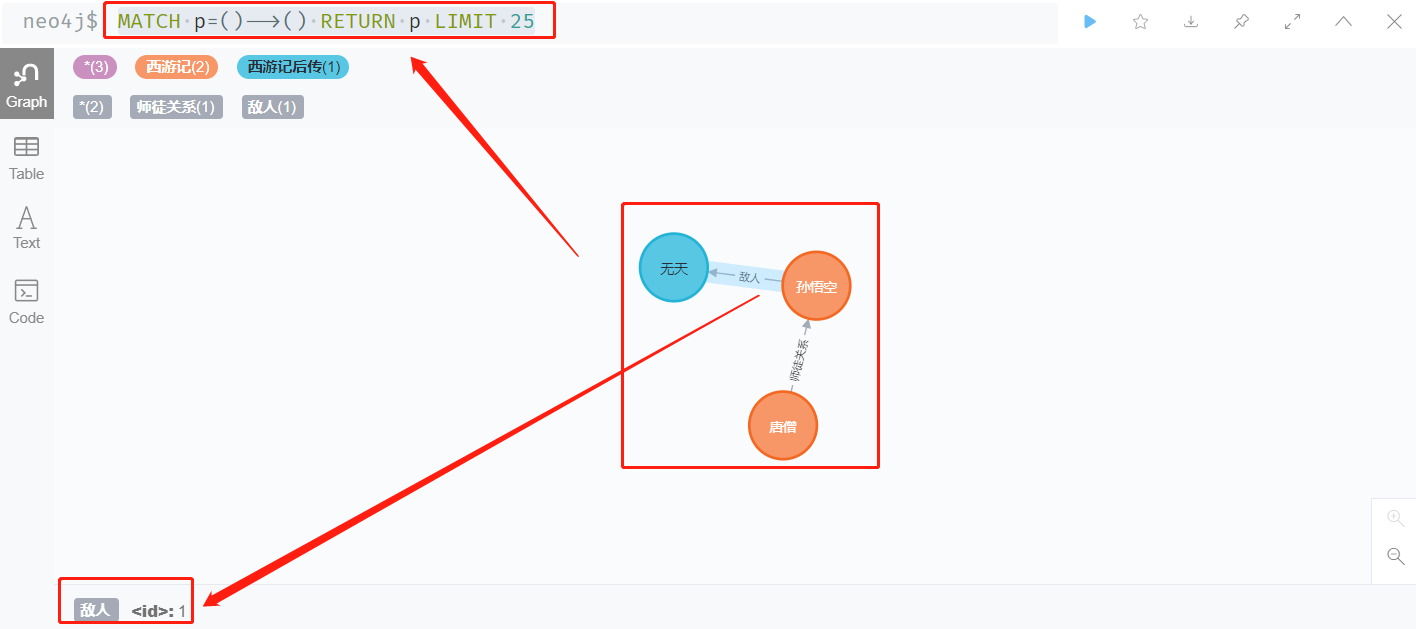 neo4j$ MATCH p=()-->() RETURN p LIMIT 25
*(3) 西游记(2) 西游记后传(1)
*(2) 师徒关系(1) 敌人(1)
Graph
Table
Text
Code
无天
敌人
孙悟空
师徒关系
唐僧
敌人 <id>: 1